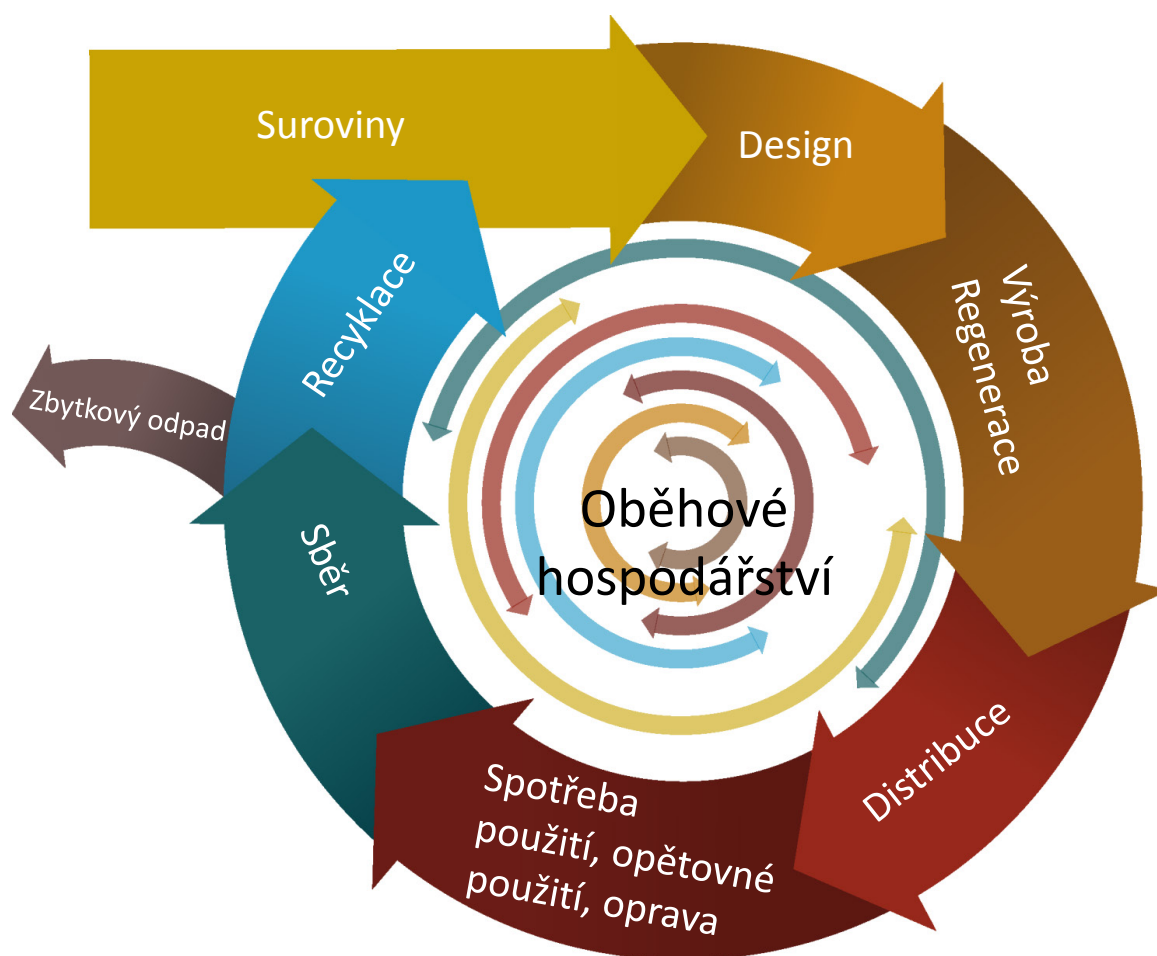 Suroviny
Design
Výroba
Regenerace
Distribuce
Spotřeba
použití, opětovné
použití, oprava
Sběr
Recyklace
Zbytkový odpad
Oběhové
hospodářství